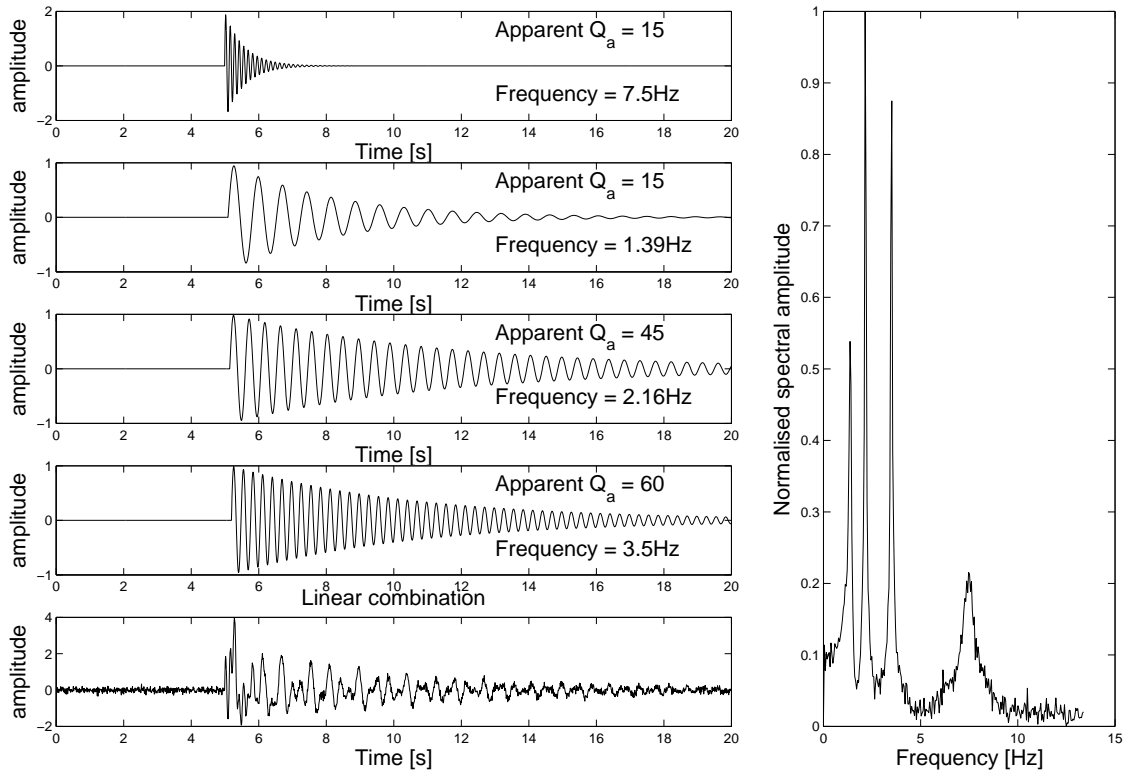 2
0
−2
amplitude
Apparent Q_a = 15
Frequency = 7.5Hz
0 2 4 6 8 10 12 14 16 18 20
Time [s]
1
0
−1
amplitude
Apparent Q_a = 15
Frequency = 1.39Hz
0 2 4 6 8 10 12 14 16 18 20
Time [s]
1
0
−1
amplitude
Apparent Q_a = 45
Frequency = 2.16Hz
0 2 4 6 8 10 12 14 16 18 20
Time [s]
1
0
−1
amplitude
Apparent Q_a = 60
Frequency = 3.5Hz
0 2 4 6 8 10 12 14 16 18 20
Linear combination
4
2
0
−2
amplitude
0 2 4 6 8 10 12 14 16 18 20
Time [s]
1
0.9
0.8
0.7
0.6
0.5
0.4
0.3
0.2
0.1
0
Normalised spectral amplitude
0 5 10 15
Frequency [Hz]